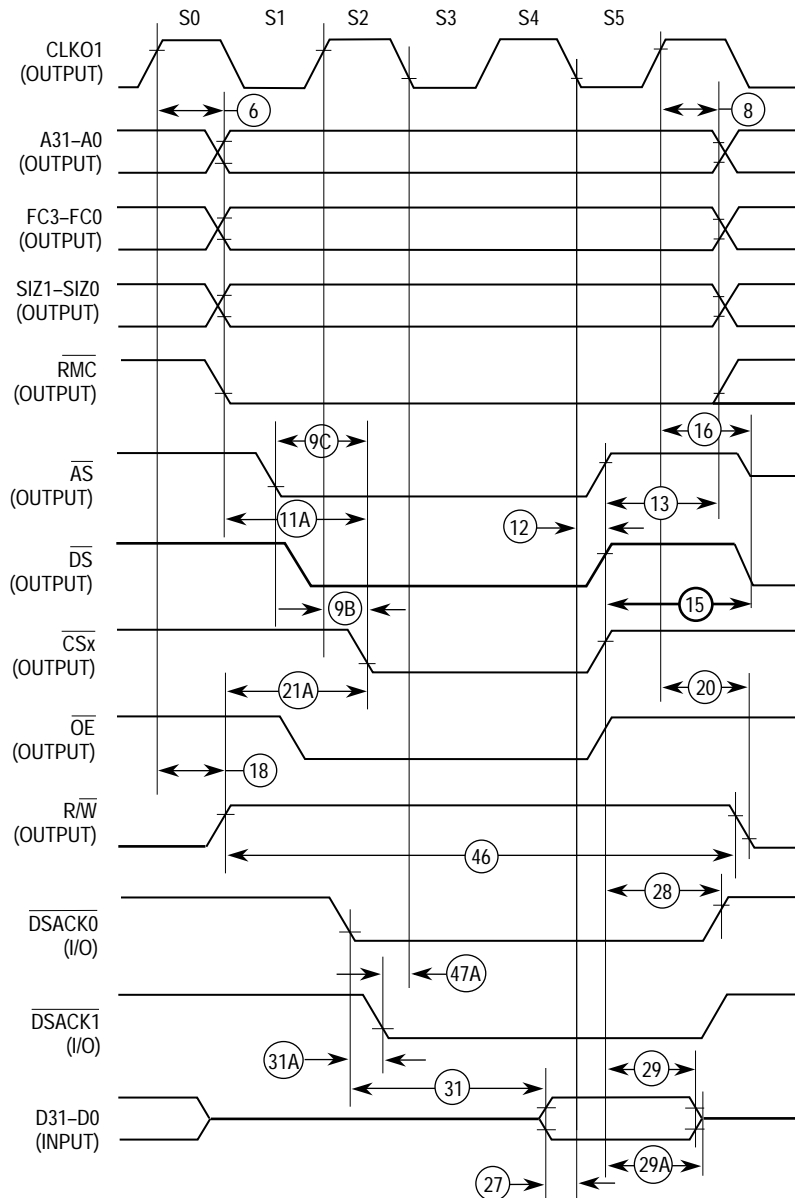 S0 S1 S2 S3 S4 S5
CLKO1
(OUTPUT)
6 8
A31–A0
(OUTPUT)
FC3–FC0
(OUTPUT)
SIZ1–SIZ0
(OUTPUT)
RMC
(OUTPUT)
9C 16
AS
(OUTPUT)
11A 12 13
DS
(OUTPUT)
9B 15
CSx
(OUTPUT)
21A 20
OE
(OUTPUT)
18
R/W
(OUTPUT)
46
28
DSACK0
(I/O)
47A
DSACK1
(I/O)
31A 29
31
D31–D0
(INPUT)
27 29A